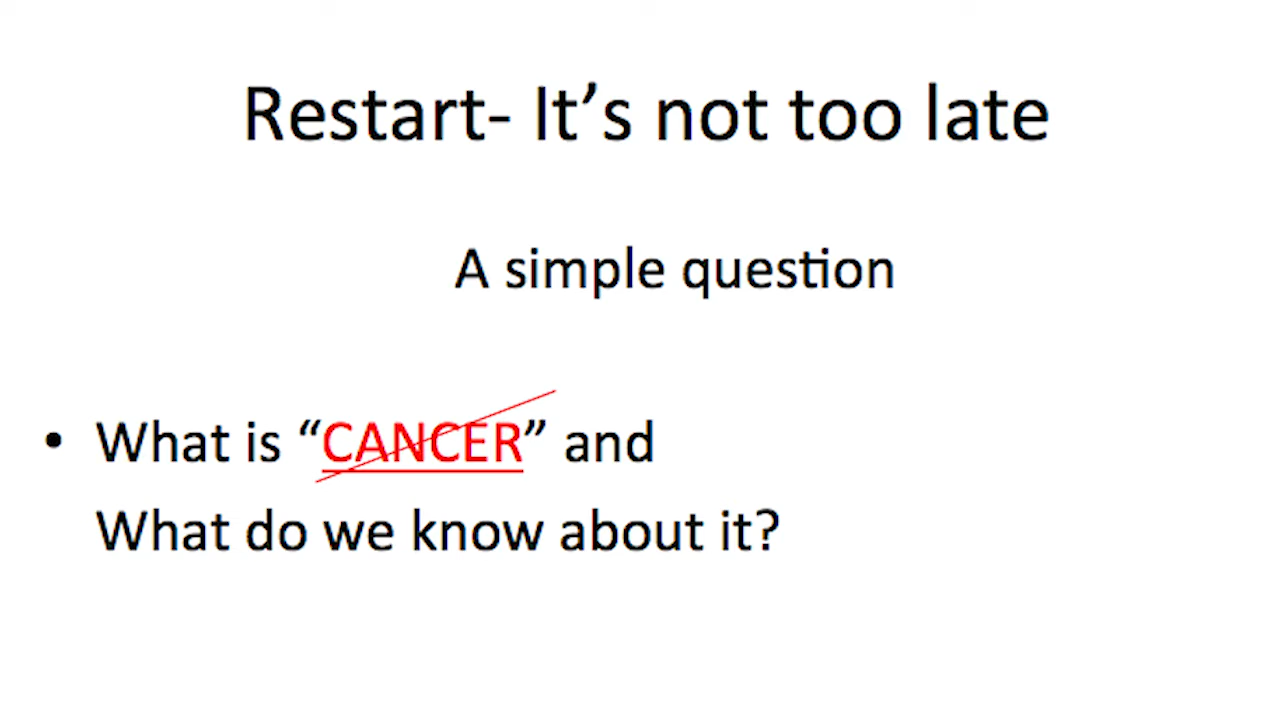 Restart- It’s not too late
A simple question
• What is “CANCER” and
What do we know about it?